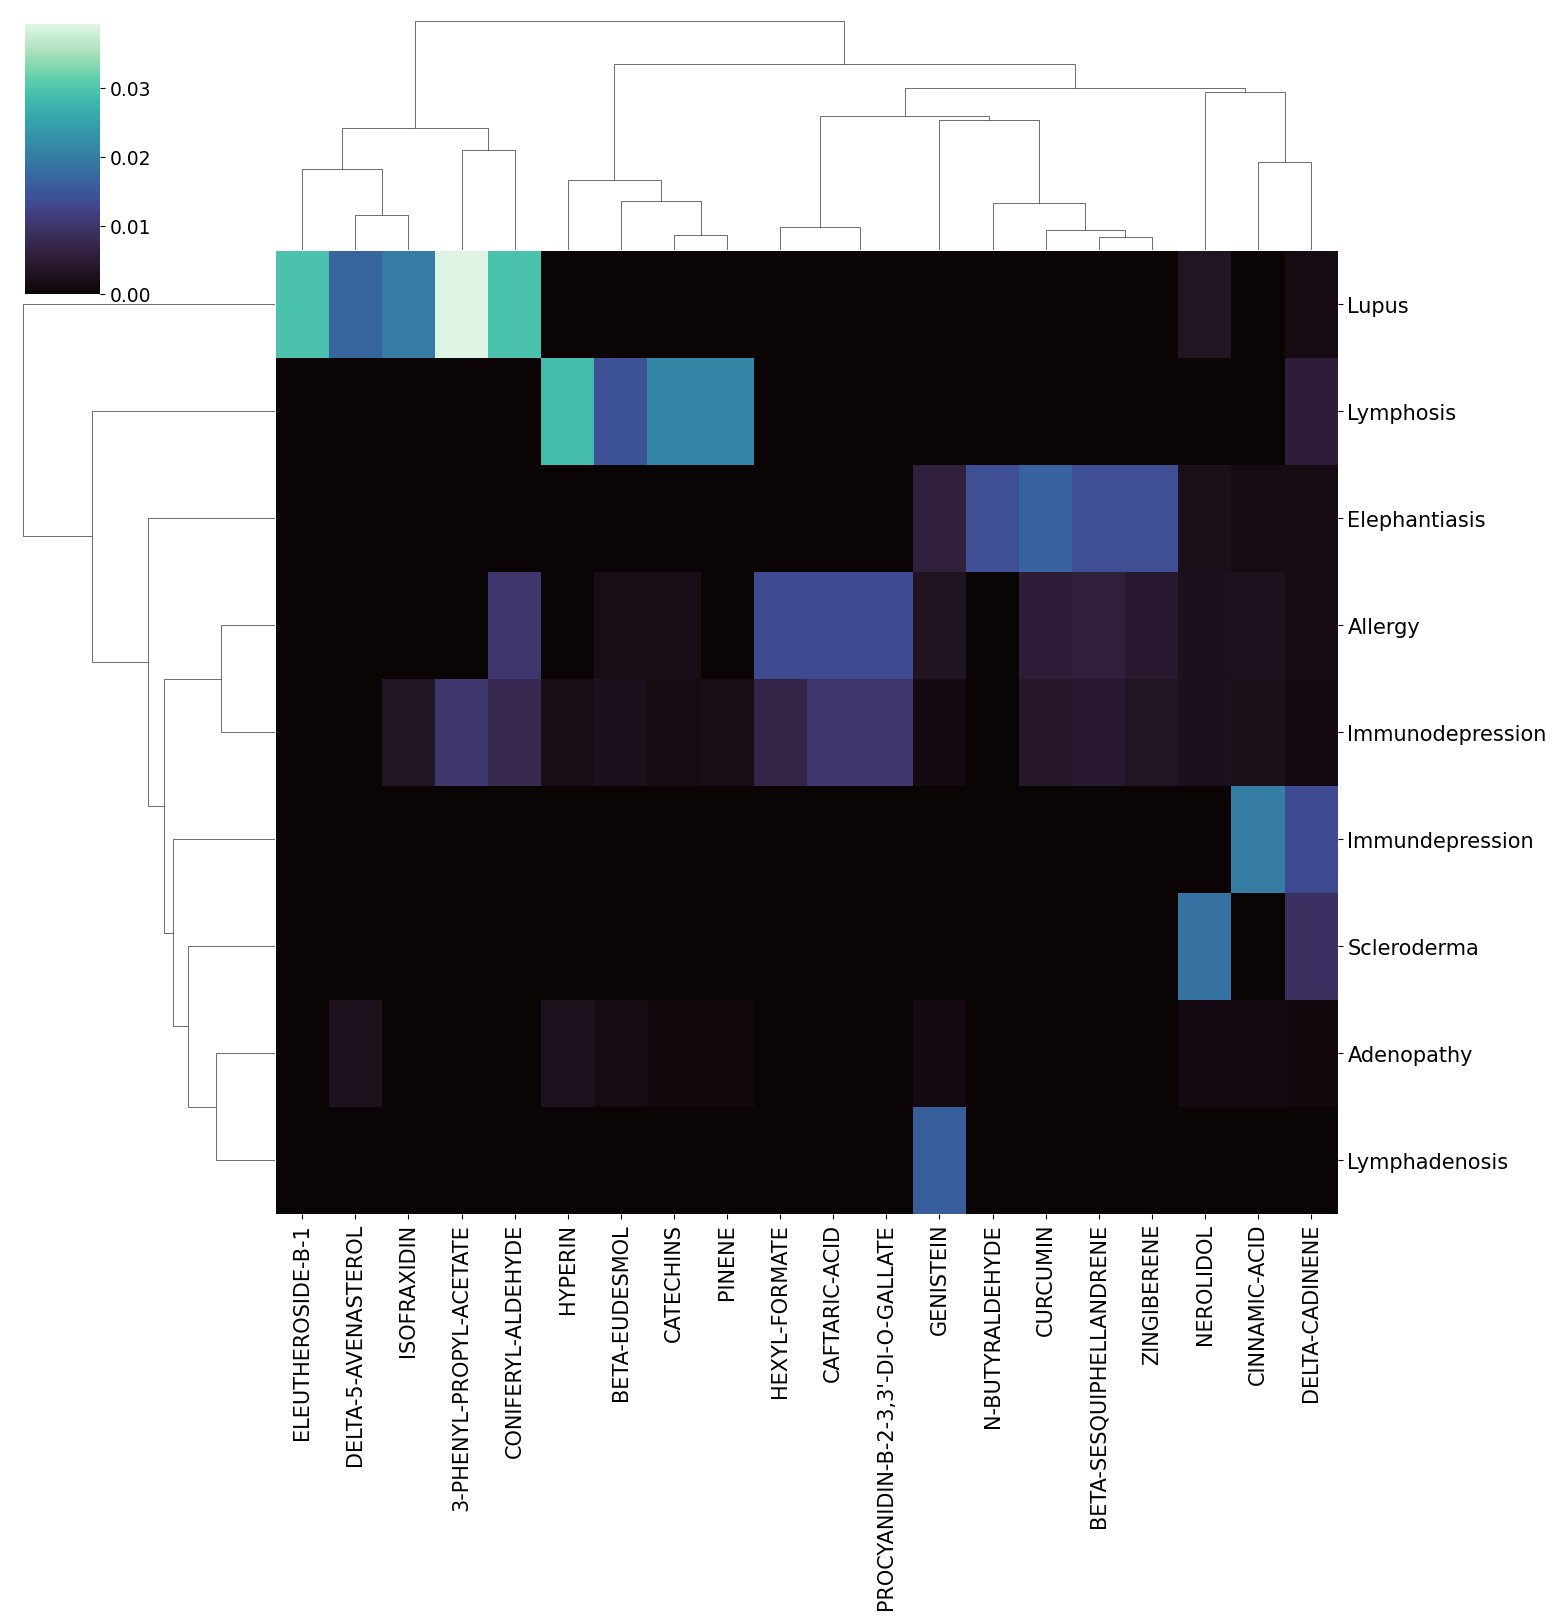 0.03
0.02
0.01
0.00
Lupus
Lymphosis
Elephantiasis
Allergy
Immunodepression
Immundepression
Scleroderma
Adenopathy
Lymphadenosis
ELEUTHEROSIDE-B-1
DELTA-5-AVENASTEROL
ISOFRAXIDIN
3-PHENYL-PROPYL-ACETATE
CONIFERYL-ALDEHYDE
HYPERIN
BETA-EUDESMOL
CATECHINS
PINENE
HEXYL-FORMATE
CAFTARIC-ACID
PROCYANIDIN-B-2-3,3'-DI-O-GALLATE
GENISTEIN
N-BUTYRALDEHYDE
CURCUMIN
BETA-SESQUIPHELLANDRENE
ZINGIBERENE
NEROLIDOL
CINNAMIC-ACID
DELTA-CADINENE